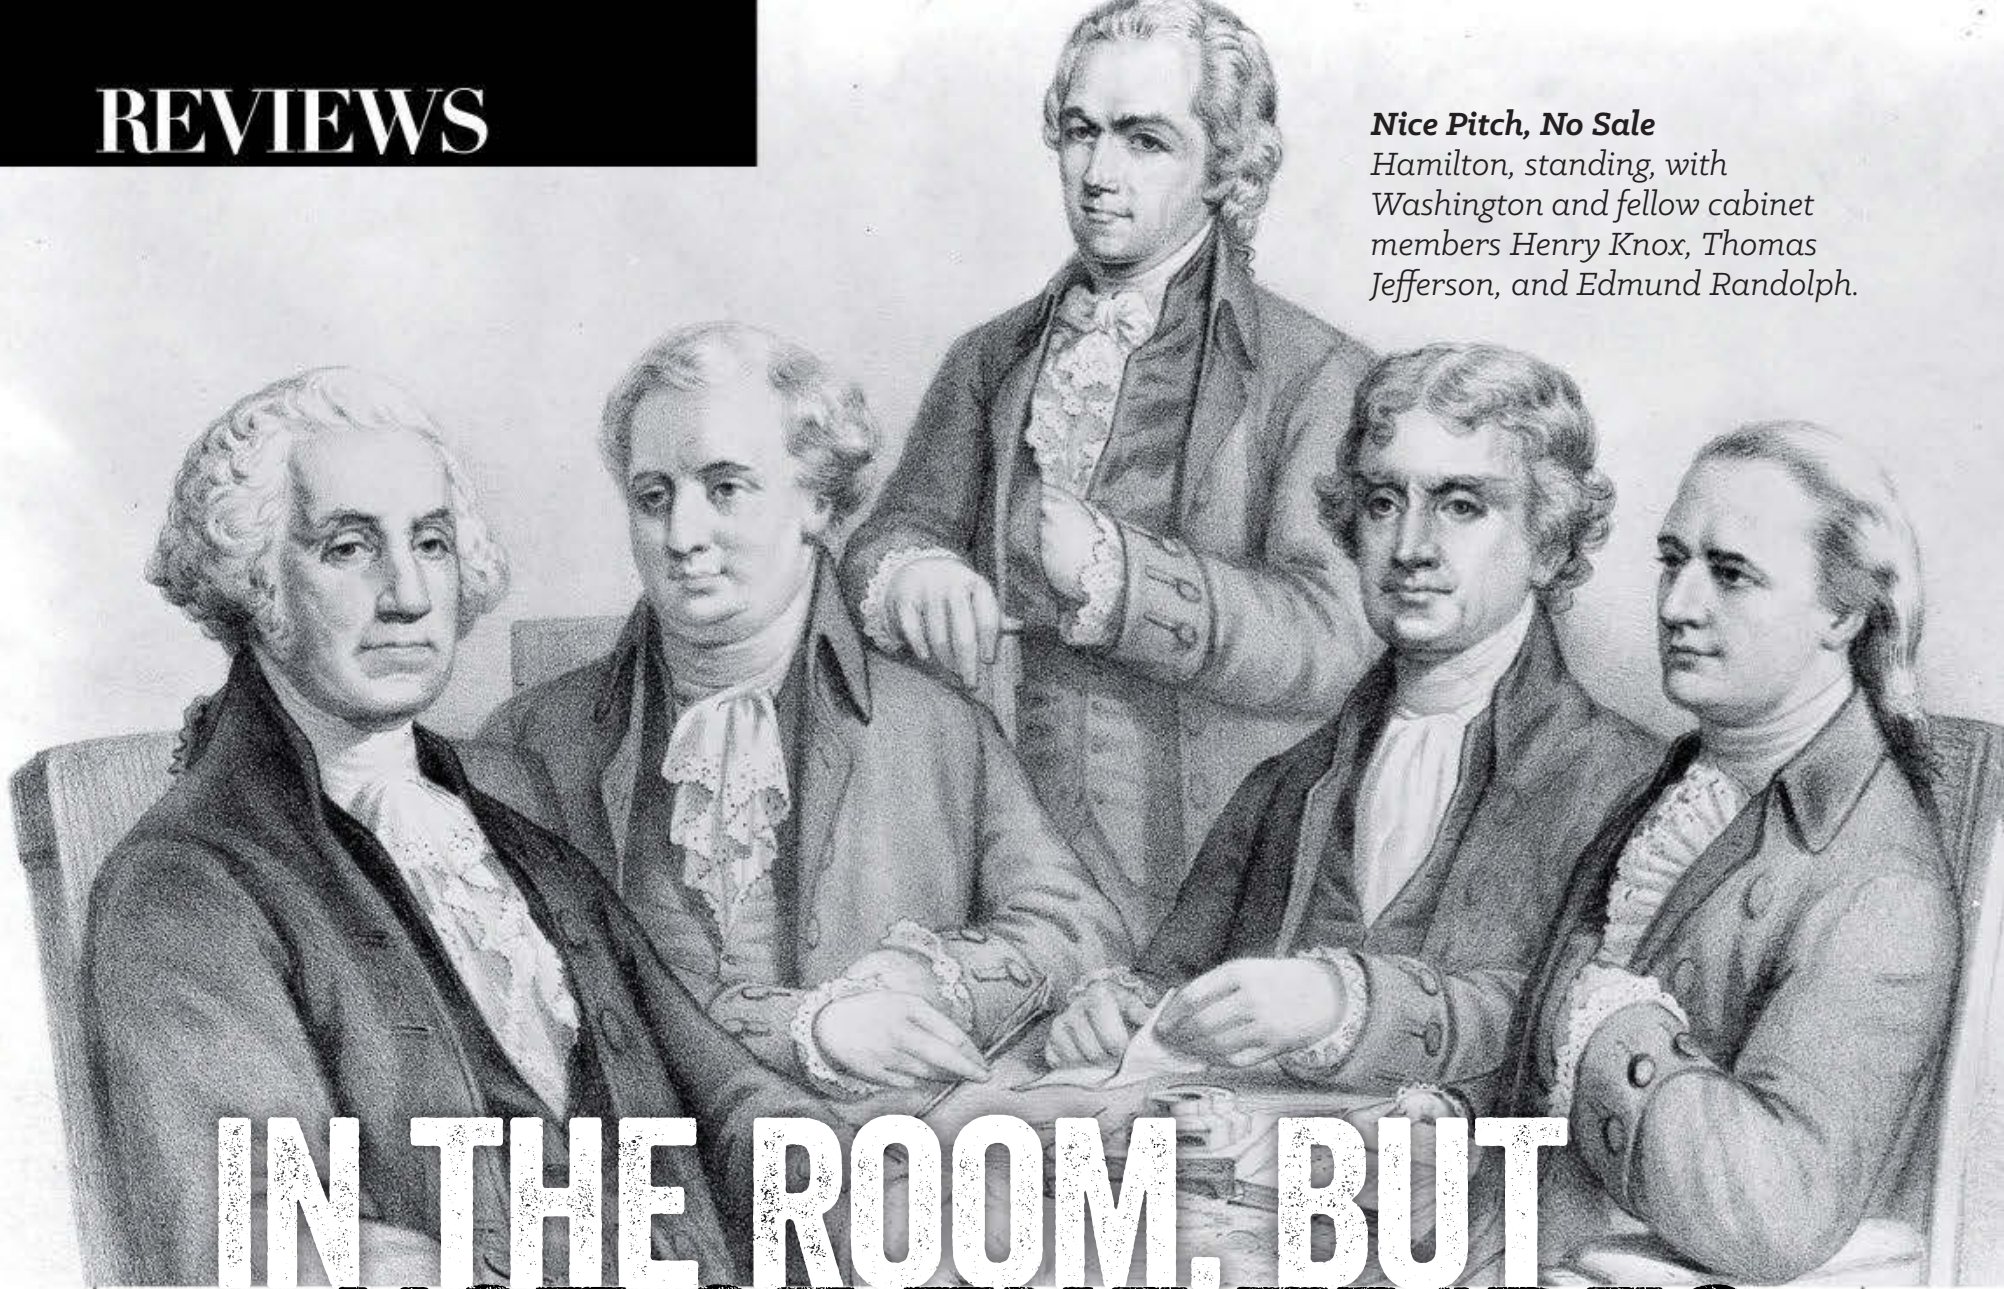 REVIEWS
Nice Pitch, No Sale
Hamilton, standing, with
Washington and fellow cabinet
members Henry Knox, Thomas
Jefferson, and Edmund Randolph.
IN THE ROOM, BUT